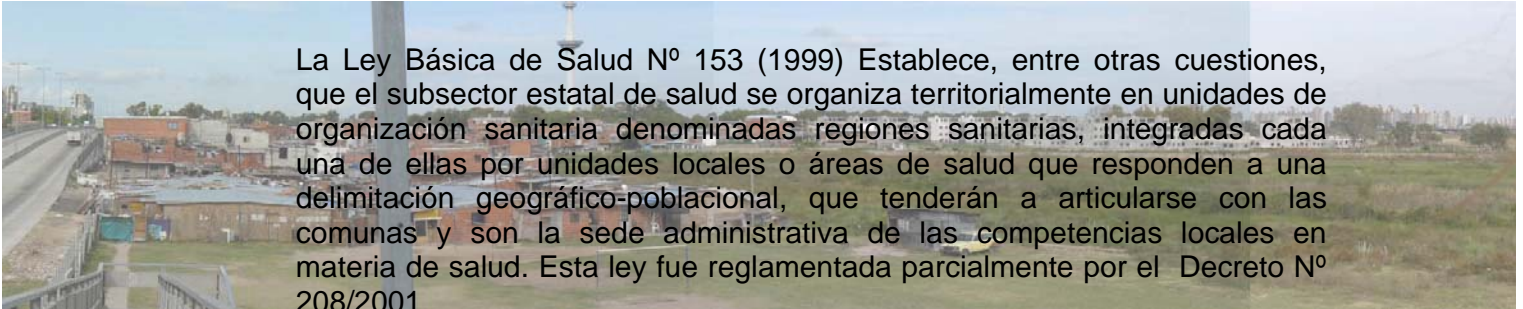 La Ley Básica de Salud Nº 153 (1999) Establece, entre otras cuestiones,
que el subsector estatal de salud se organiza territorialmente en unidades de
organización sanitaria denominadas regiones sanitarias, integradas cada
una de ellas por unidades locales o áreas de salud que responden a una
delimitación geográfico-poblacional, que tenderán a articularse con las
comunas y son la sede administrativa de las competencias locales en
materia de salud. Esta ley fue reglamentada parcialmente por el Decreto Nº
208/2001